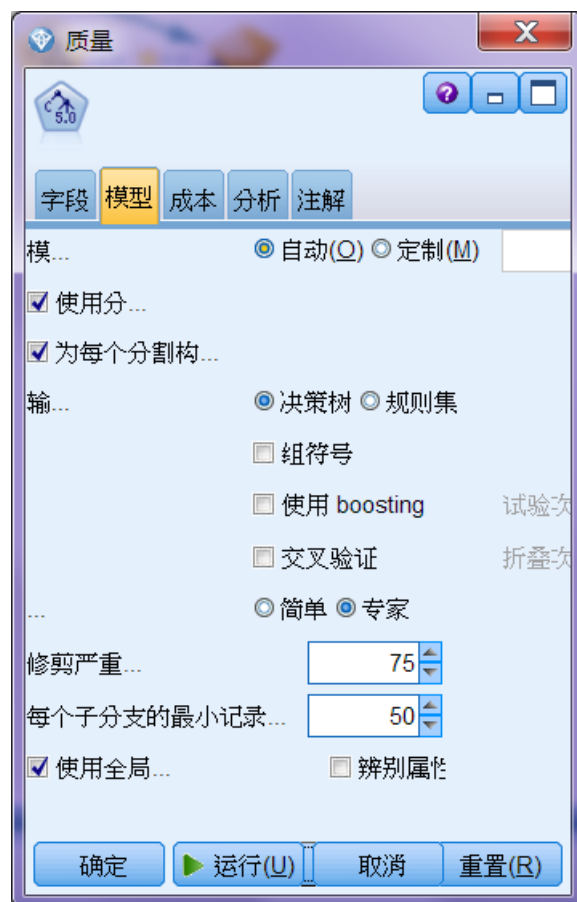 质量
C 5.0
字段 模型 成本 分析 注解
模... 自动(O) 定制(M)
使用分...
为每个分割构...
输... 决策树 规则集
组符号
使用 boosting 试验次
交叉验证 折叠次
... 简单 专家
修剪严重... 75
每个子分支的最小记录... 50
使用全局... 辨别属性
确定 运行(U) 取消 重置(R)